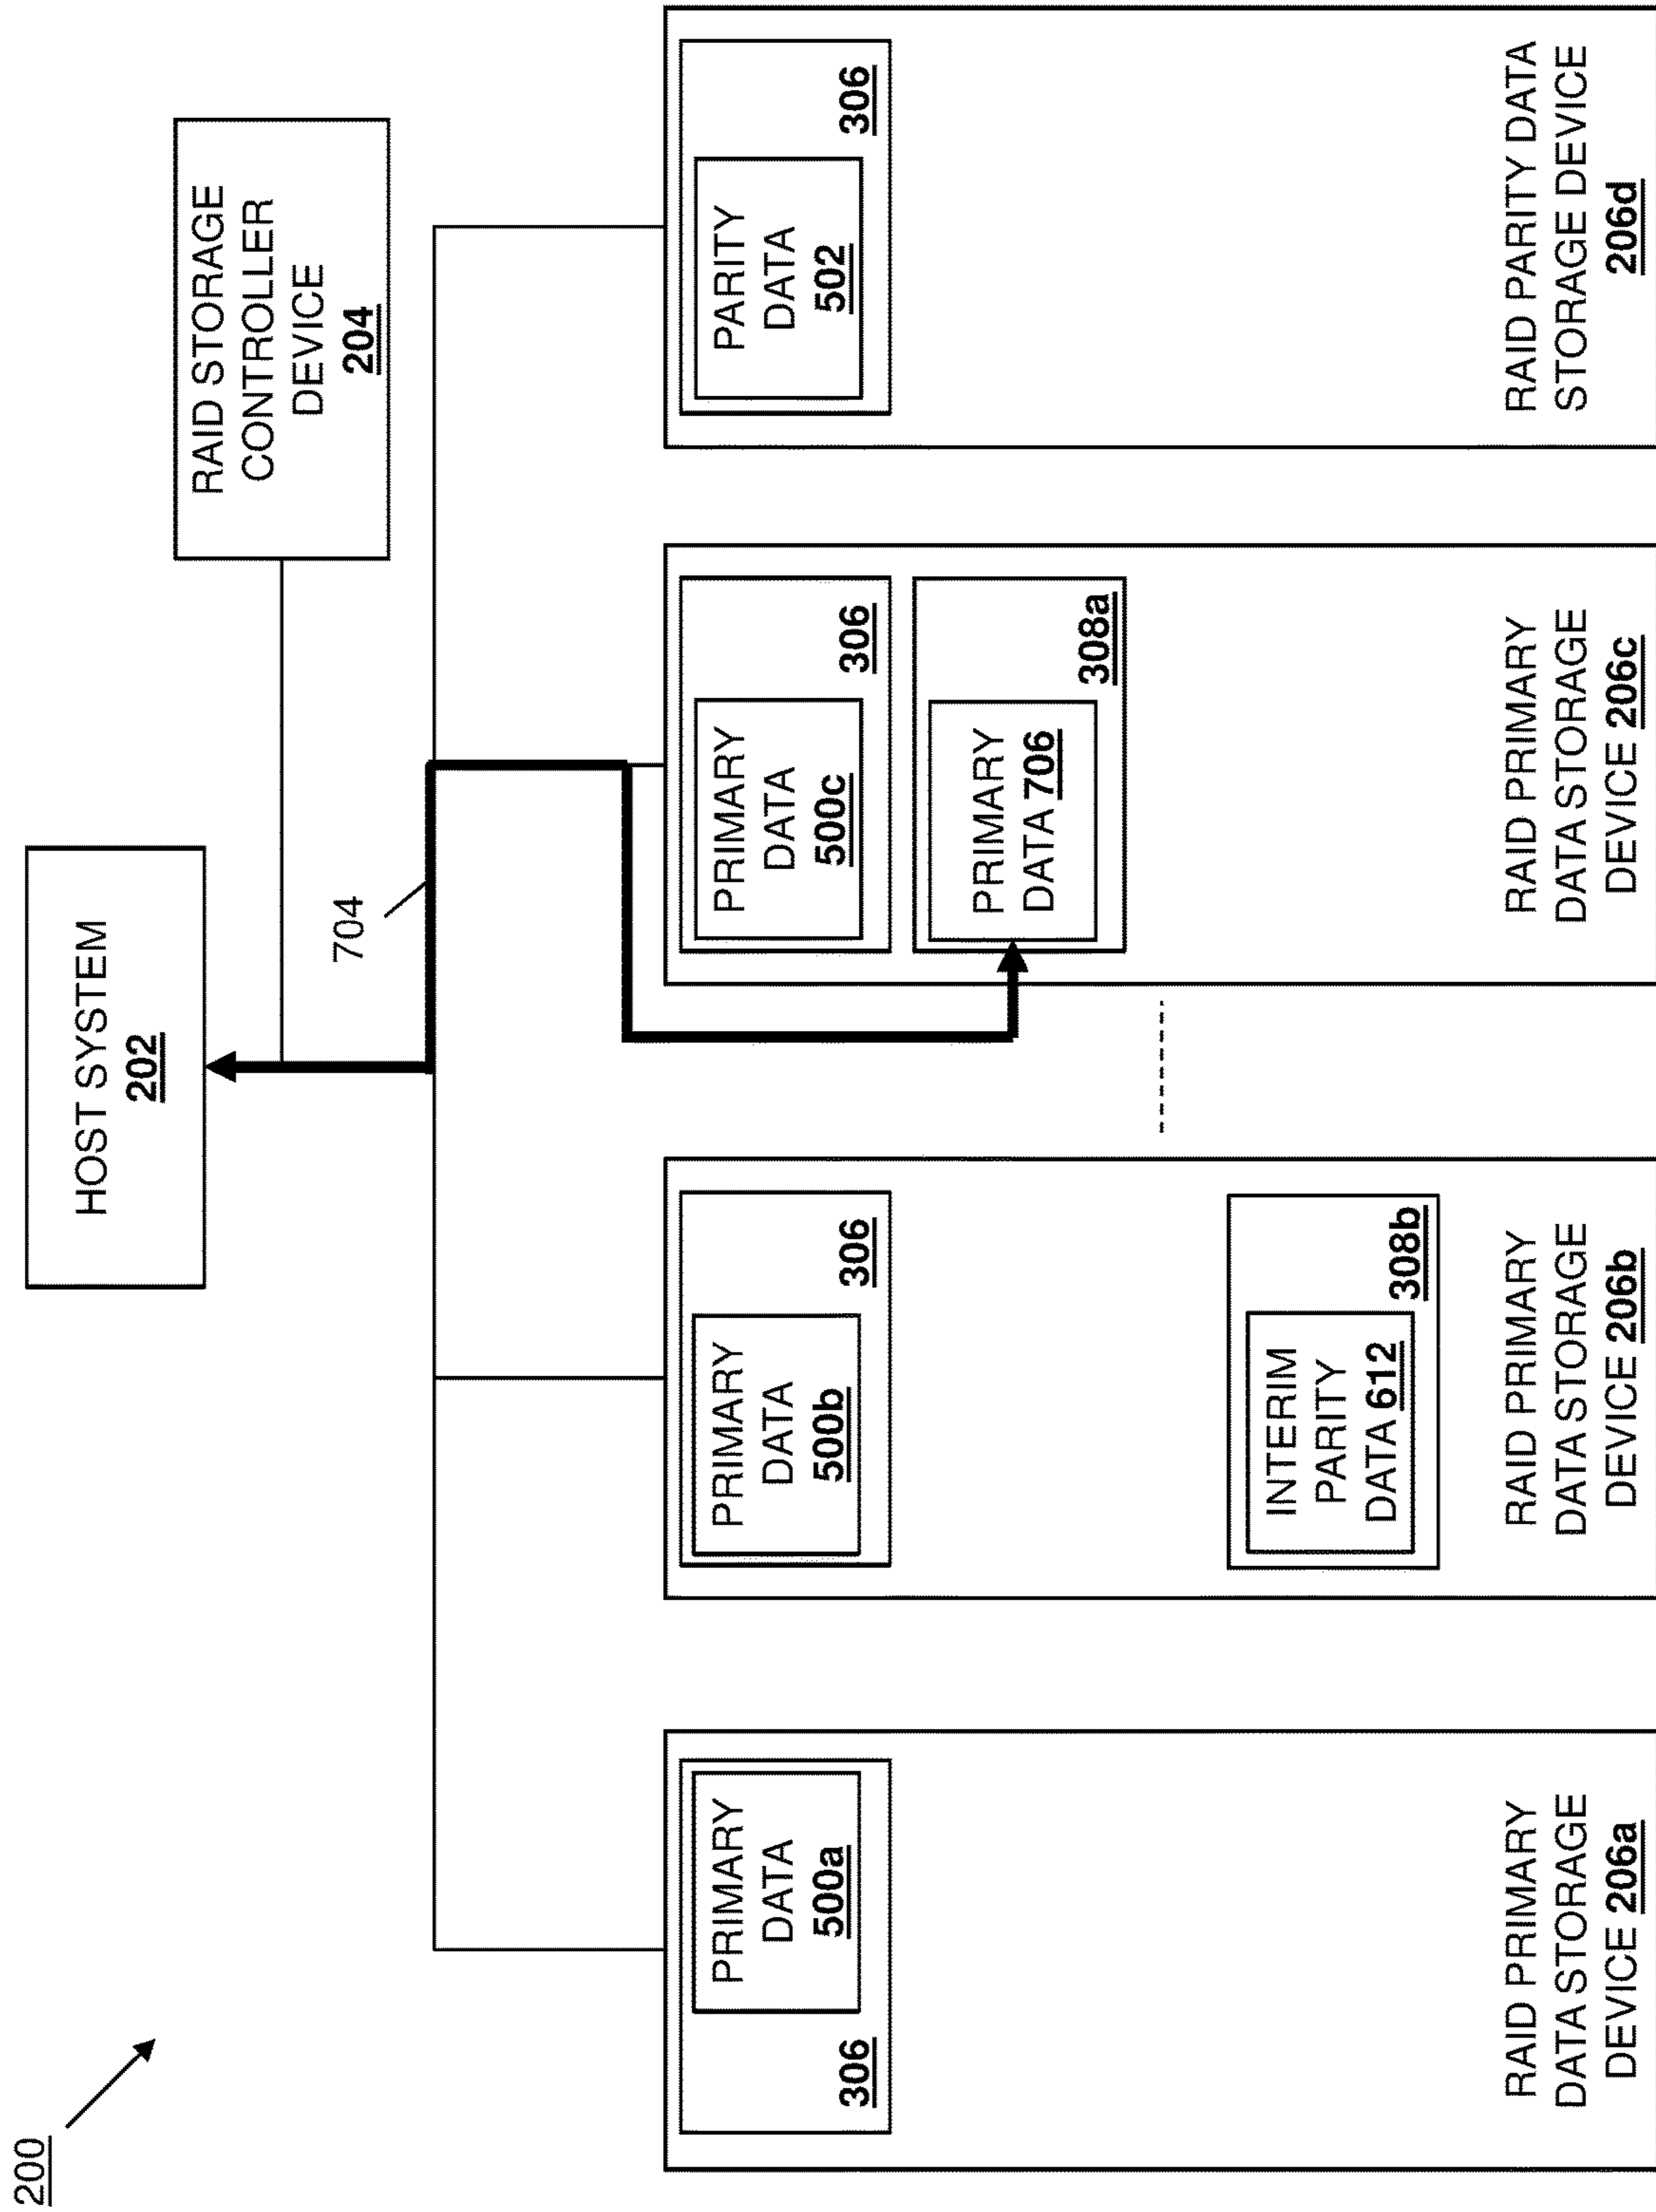 200
HOST SYSTEM
202
RAID STORAGE
CONTROLLER
DEVICE
204
704
306
PRIMARY
DATA
500a
RAID PRIMARY
DATA STORAGE
DEVICE 206a
PRIMARY
DATA
500b
306
INTERIM
PARITY
DATA 612
308b
RAID PRIMARY
DATA STORAGE
DEVICE 206b
PRIMARY
DATA
500c
306
PRIMARY
DATA 706
308a
RAID PRIMARY
DATA STORAGE
DEVICE 206c
PARITY
DATA
502
306
RAID PARITY DATA
STORAGE DEVICE
206d